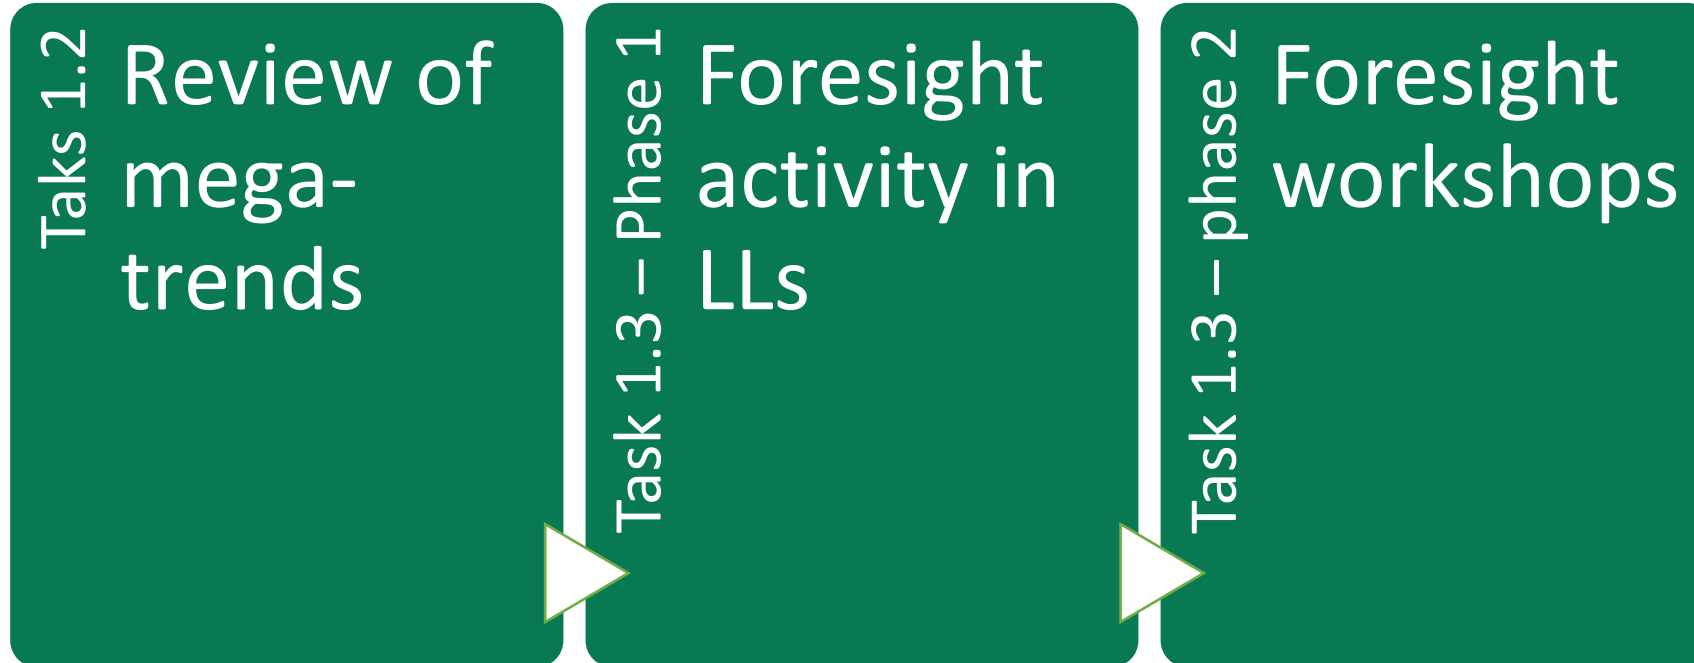 Taks 1.2
Review of
mega-
trends
Task 1.3 – Phase 1
Foresight
activity in
LLs
Task 1.3 – phase 2
Foresight
workshops